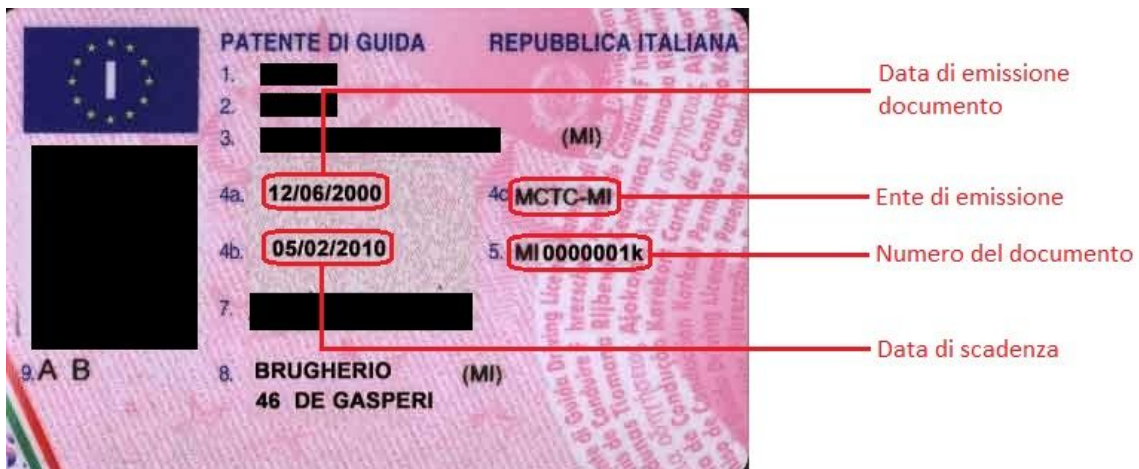 I
PATENTE DI GUIDA
REPUBBLICA ITALIANA
1.
2.
3. (MI)
4a. 12/06/2000
4c MCTC-MI
4b. 05/02/2010
5. MI0000001k
7.
9. A B
8. BRUGHERIO (MI)
46 DE GASPERI
Data di emissione
documento
Ente di emissione
Numero del documento
Data di scadenza